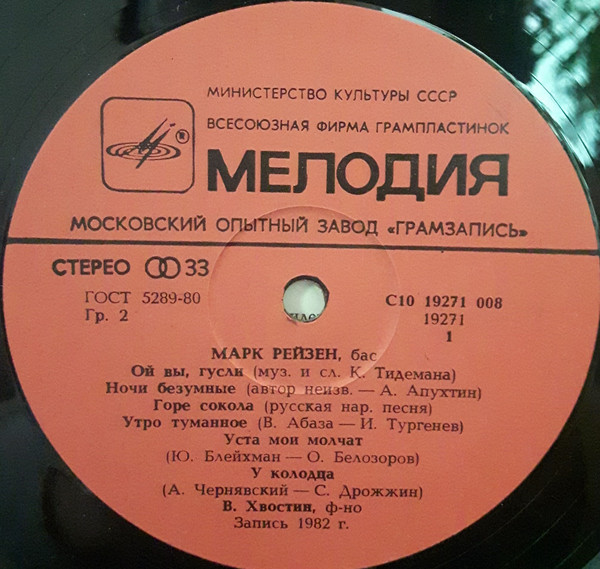 МИНИСТЕРСТВО КУЛЬТУРЫ СССР
ВСЕСОЮЗНАЯ ФИРМА ГРАМПЛАСТИНОК
®
МЕЛОДИЯ
МОСКОВСКИЙ ОПЫТНЫЙ ЗАВОД «ГРАМЗАПИСЬ»
СТЕРЕО 33
ГОСТ 5289-80
Гр. 2
С10 19271 008
19271
1
МАРК РЕЙЗЕН, бас
Ой вы, гусли (муз. и сл. К. Тидемана)
Ночи безумные (автор неизв. — А. Апухтин)
Горе сокола (русская нар. песня)
Утро туманное (В. Абаза — И. Тургенев)
Уста мои молчат
(Ю. Блейхман — О. Белозоров)
У колодца
(А. Чернявский — С. Дрожжин)
В. Хвостин, ф-но
Запись 1982 г.